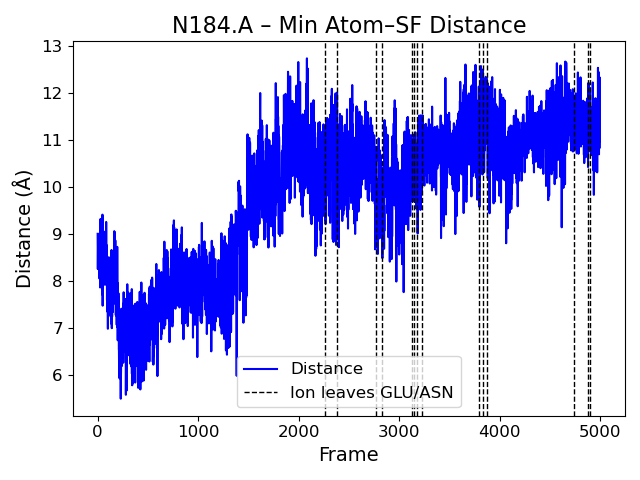 N184.A – Min Atom–SF Distance
13
12
11
10
9
8
7
6
Distance (Å)
Distance
Ion leaves GLU/ASN
0 1000 2000 3000 4000 5000
Frame